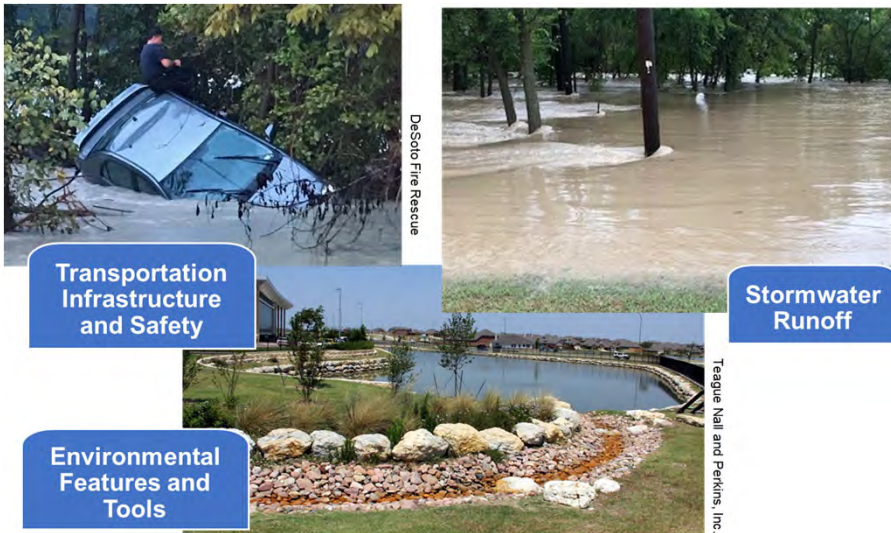 DeSoto Fire Rescue
Transportation
Infrastructure
and Safety
Stormwater
Runoff
Teague Nall and Perkins, Inc.
Environmental
Features and
Tools